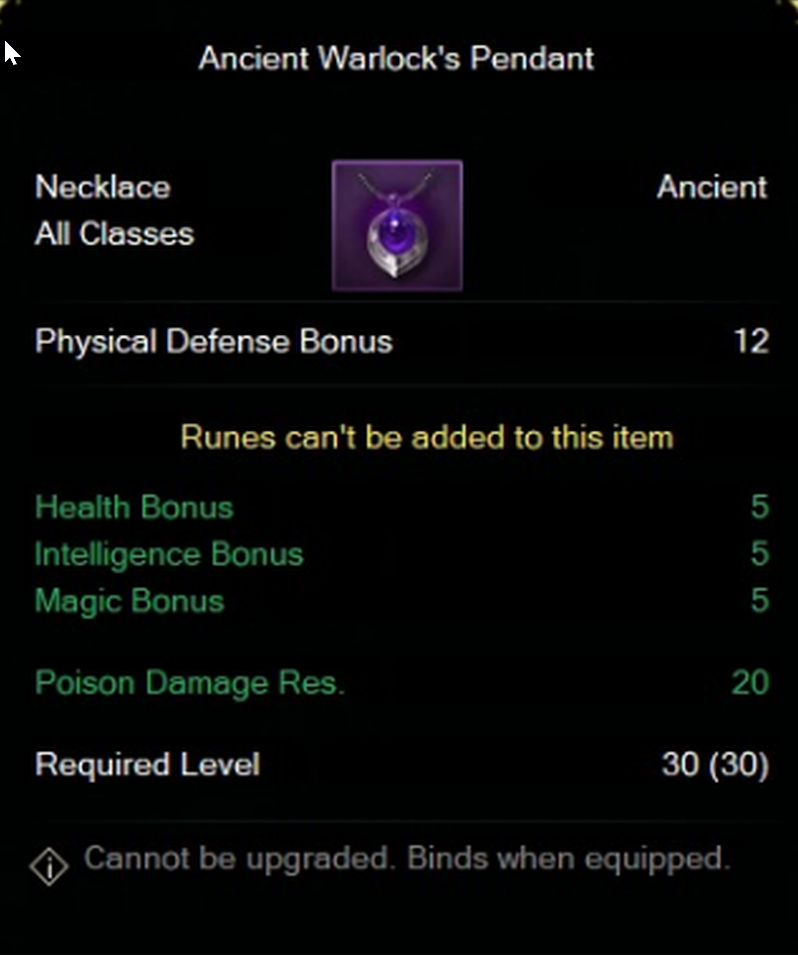 Ancient Warlock's Pendant
Necklace
Ancient
All Classes
Physical Defense Bonus 12
Runes can't be added to this item
Health Bonus 5
Intelligence Bonus 5
Magic Bonus 5
Poison Damage Res. 20
Required Level 30 (30)
Cannot be upgraded. Binds when equipped.